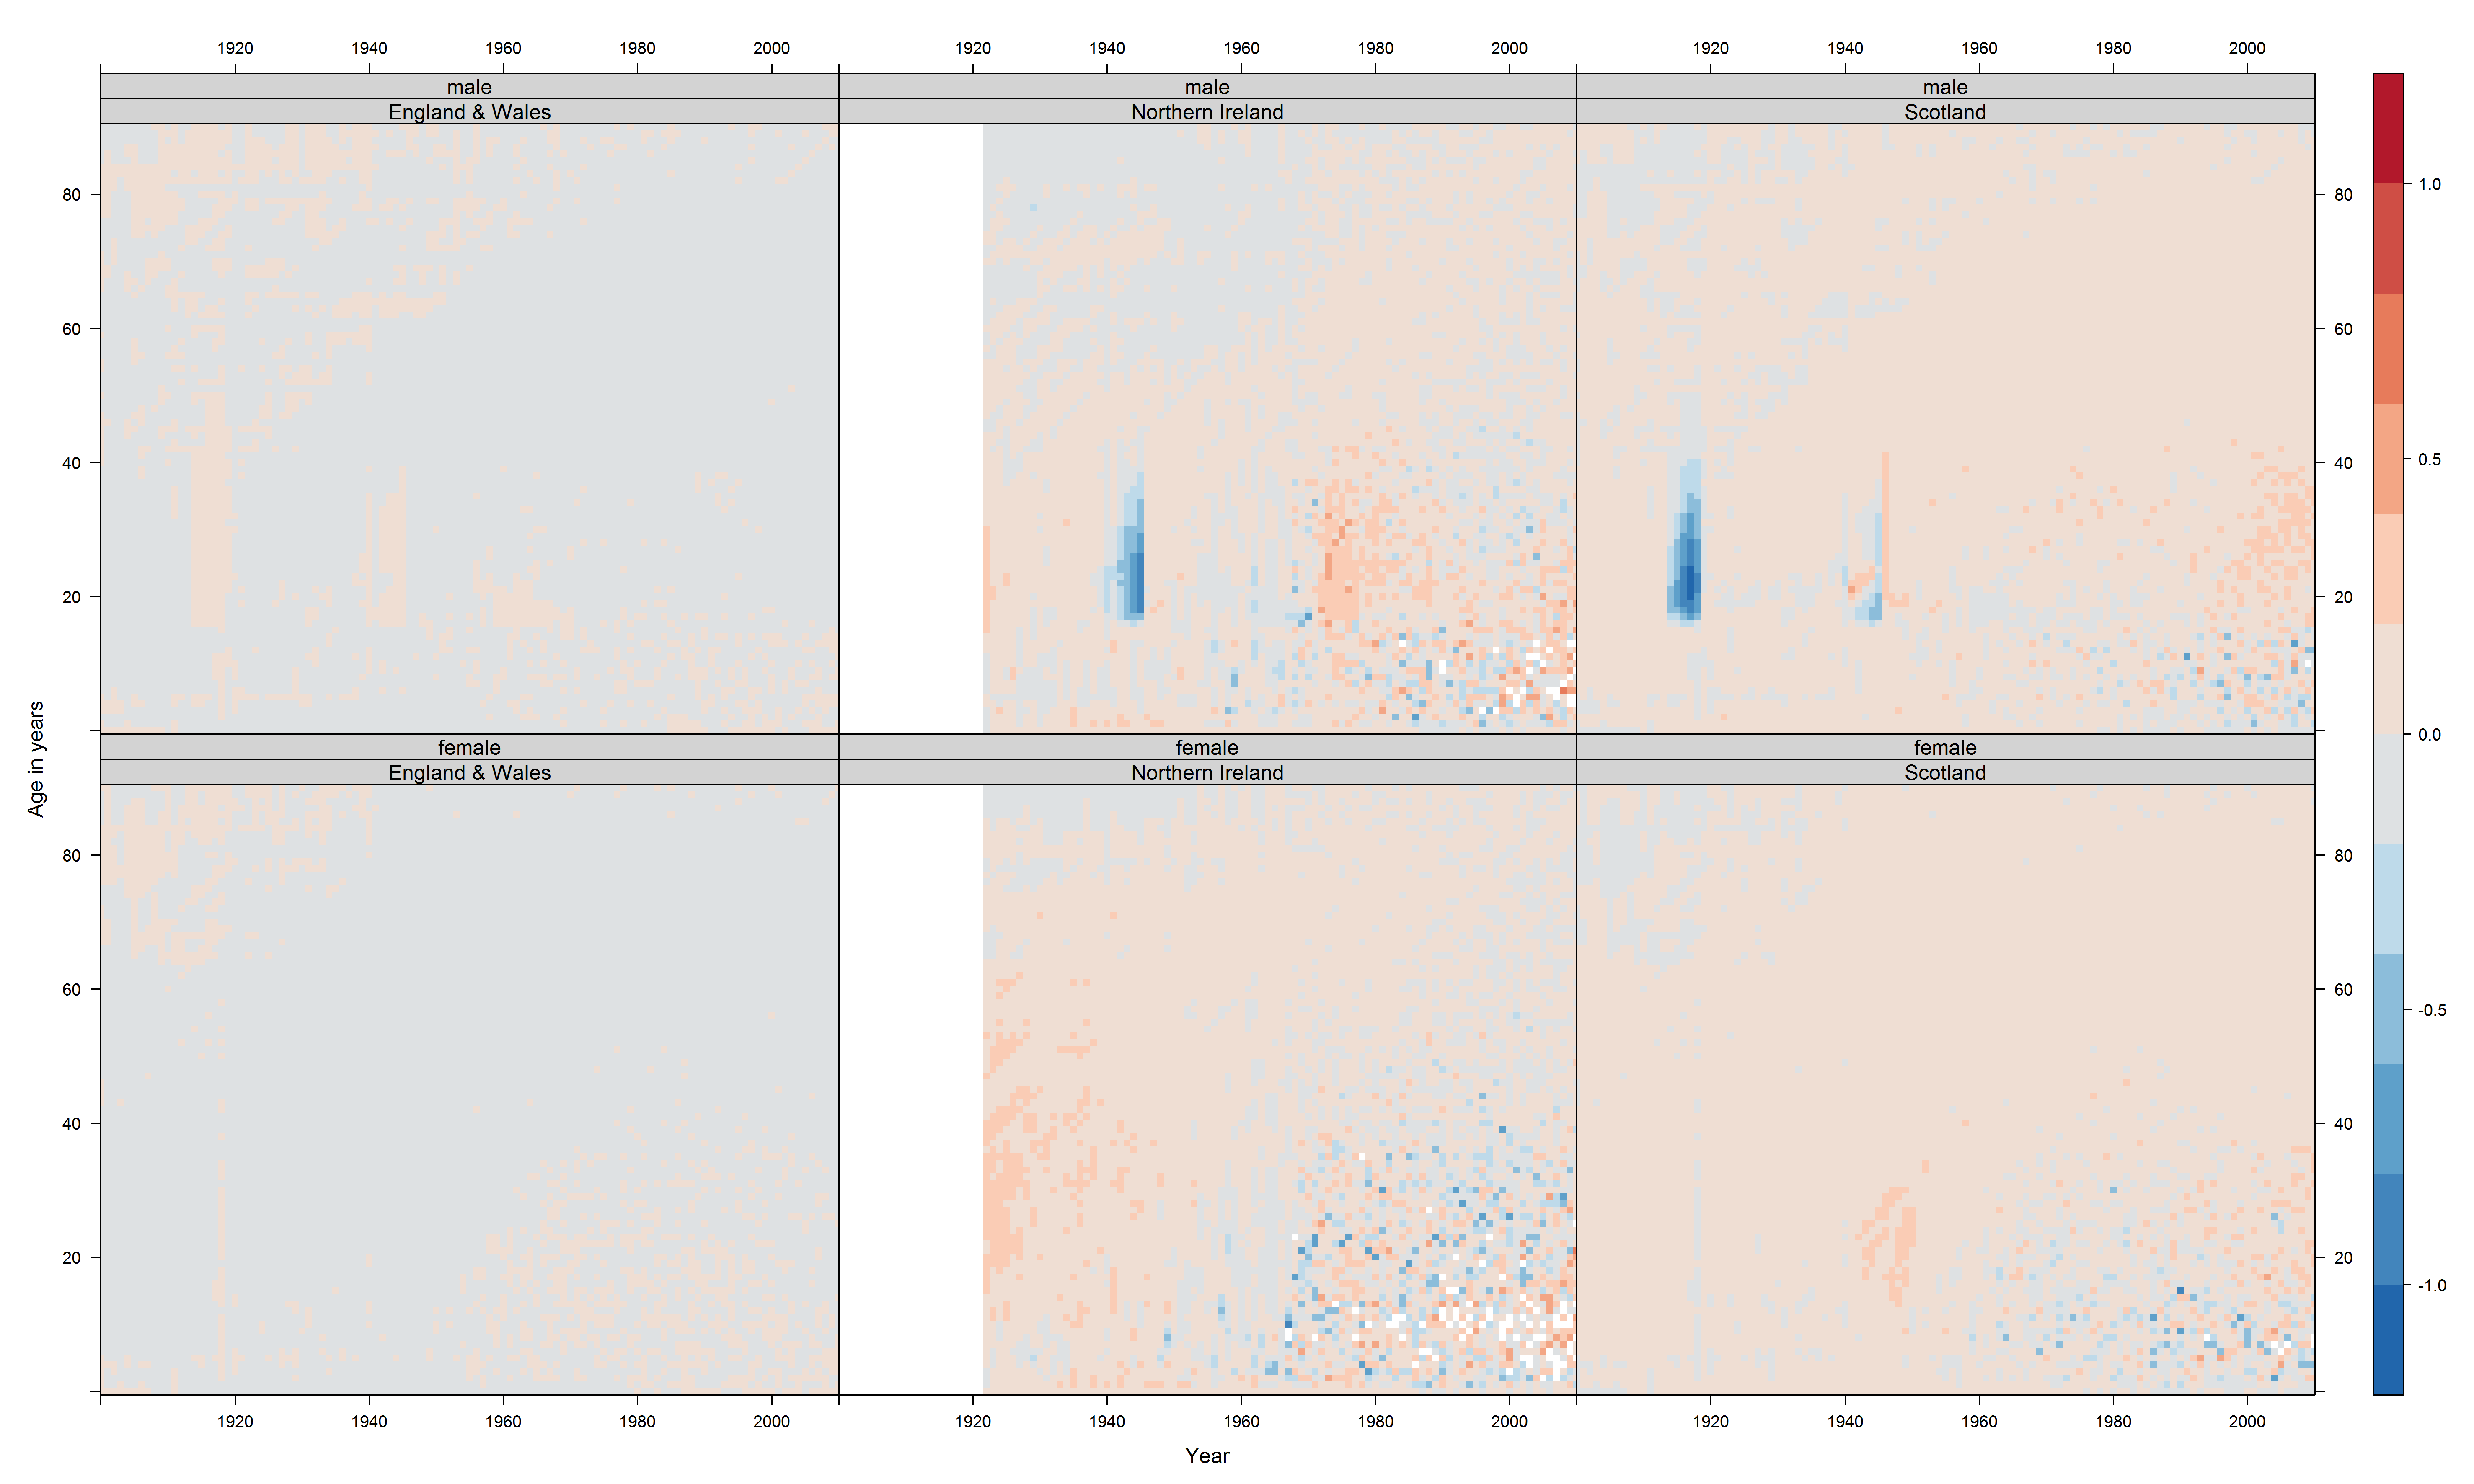 1920 1940 1960 1980 2000 1920 1940 1960 1980 2000 1920 1940 1960 1980 2000
male male male
England & Wales Northern Ireland Scotland
80 80 1.0
60 60
40 40 0.5
20 20
Age in years
0.0
female female female
England & Wales Northern Ireland Scotland
80 80
60 60 -0.5
40 40
20 20 -1.0
1920 1940 1960 1980 2000 1920 1940 1960 1980 2000 1920 1940 1960 1980 2000
Year